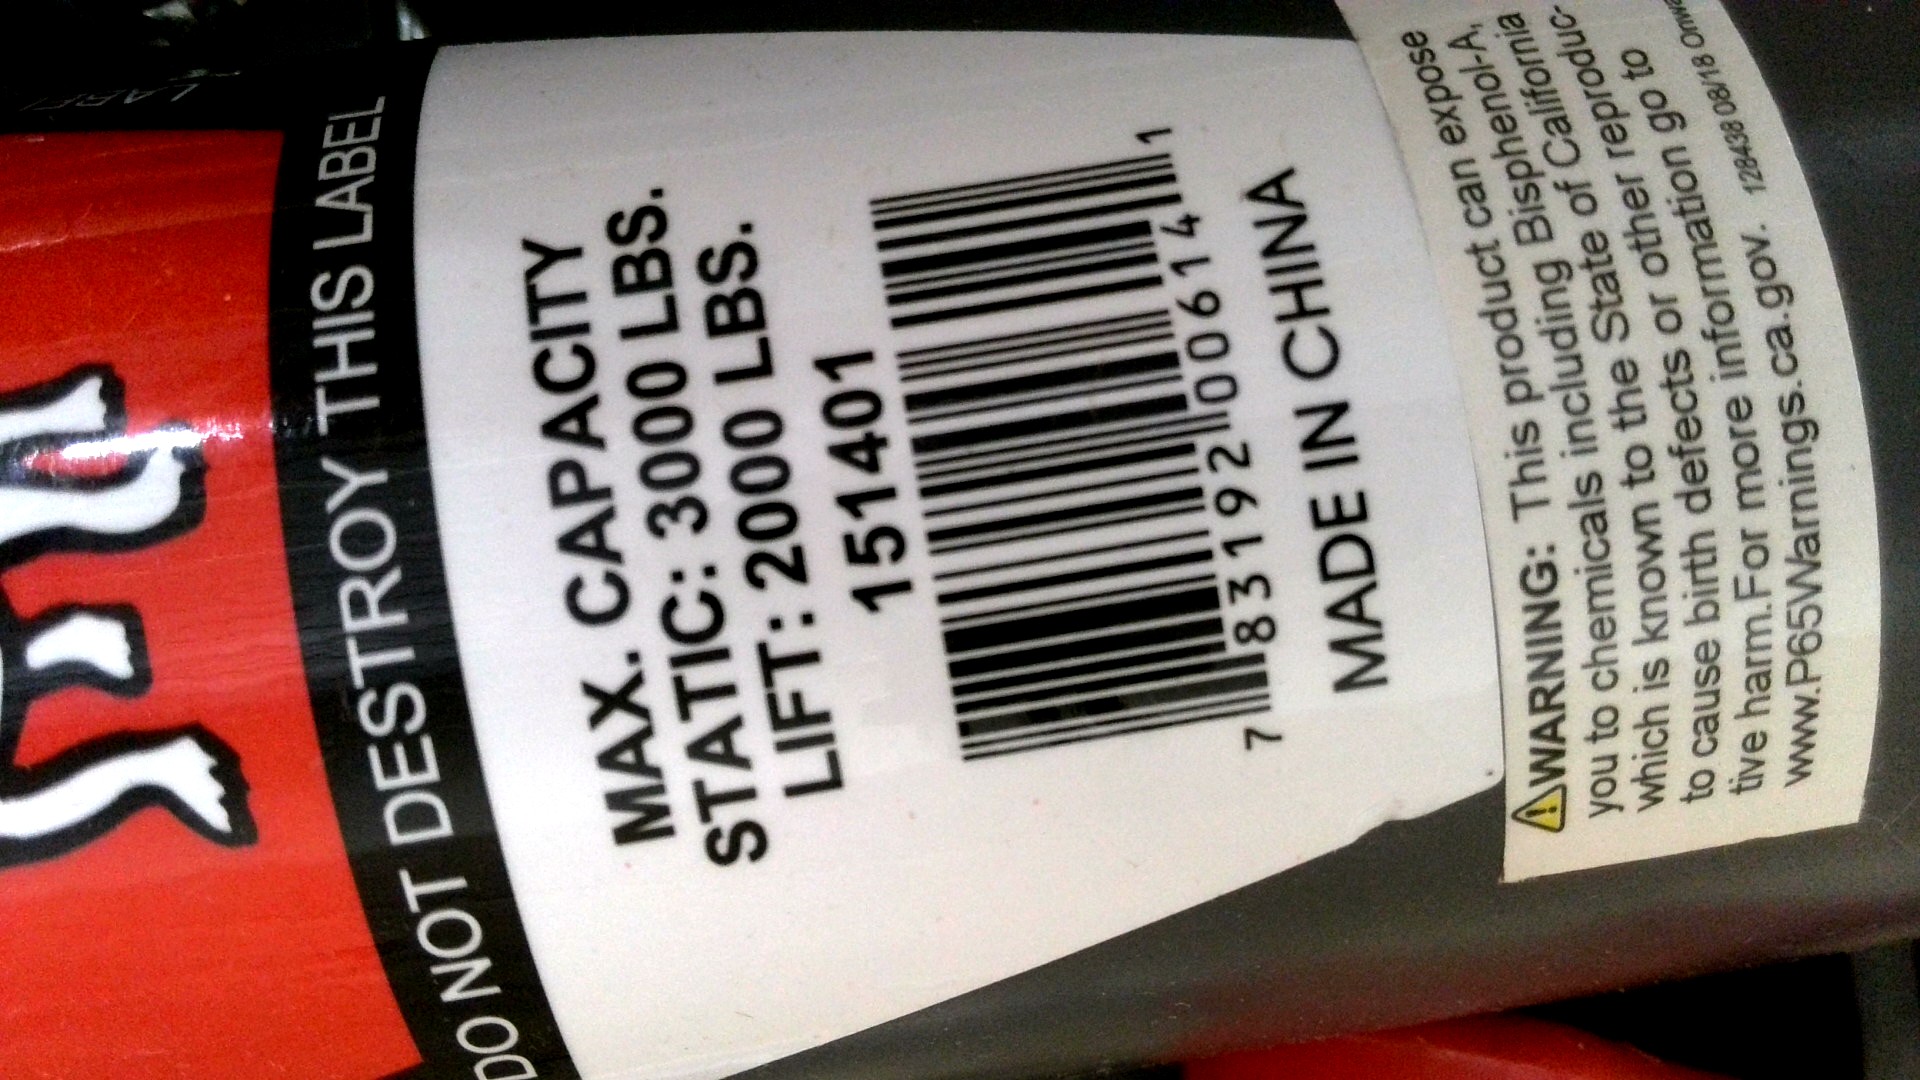 DO NOT DESTROY THIS LABEL
MAX. CAPACITY
STATIC: 3000 LBS.
LIFT: 2000 LBS.
151401
7 83192 00614 1
MADE IN CHINA
WARNING: This product can expose
you to chemicals including Bisphenol-A,
which is known to the State of California
to cause birth defects or other reproduc-
tive harm.For more information go to
www.P65Warnings.ca.gov. 128438 08/18